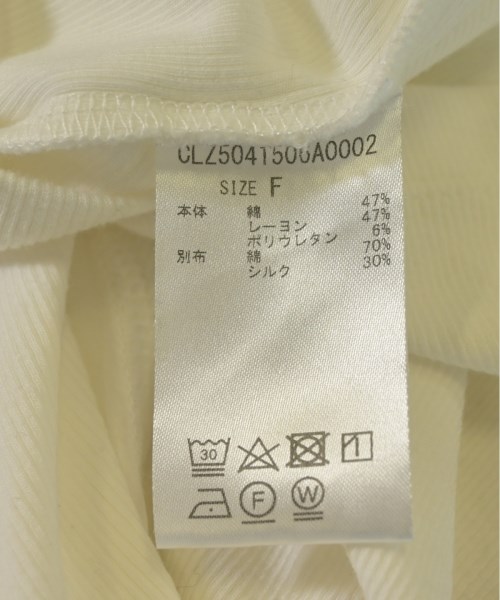 CLZ5041506A0002
SIZE F
本体 綿 47%
レーヨン 47%
ポリウレタン 6%
別布 綿 70%
シルク 30%
30
F W